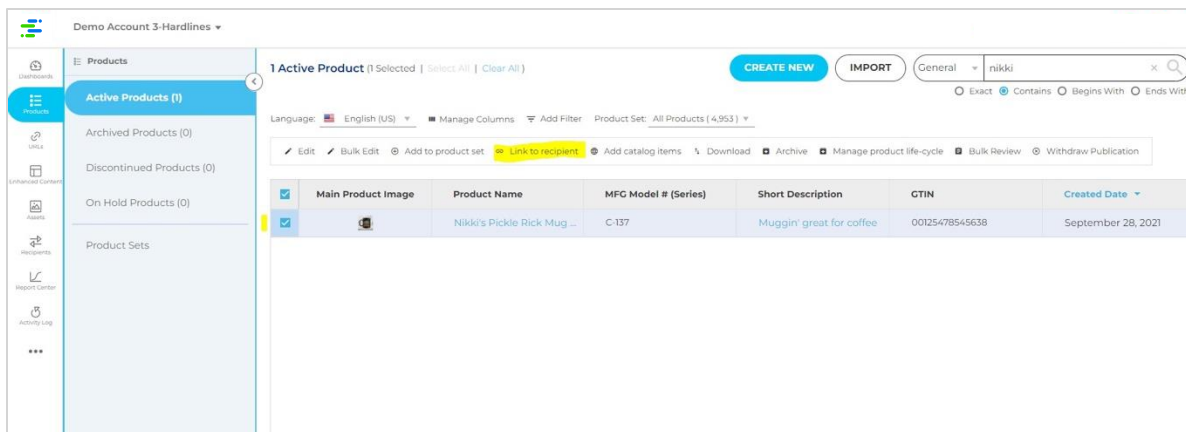 Demo Account 3-Hardlines
Dashboards
Products
URLs
Enhanced Content
Assets
Recipients
Report Center
Activity Log
Products
Active Products (1)
Archived Products (0)
Discontinued Products (0)
On Hold Products (0)
Product Sets
1 Active Product (1 Selected | Select All | Clear All)
CREATE NEW
IMPORT
General
nikki
Exact Contains Begins With Ends With
Language: English (US) Manage Columns Add Filter Product Set: All Products ( 4,953 )
Edit Bulk Edit Add to product set Link to recipient Add catalog items Download Archive Manage product life-cycle Bulk Review Withdraw Publication
Main Product Image Product Name MFG Model # (Series) Short Description GTIN Created Date
Nikki's Pickle Rick Mug ... C-137 Muggin' great for coffee 00125478545638 September 28, 2021